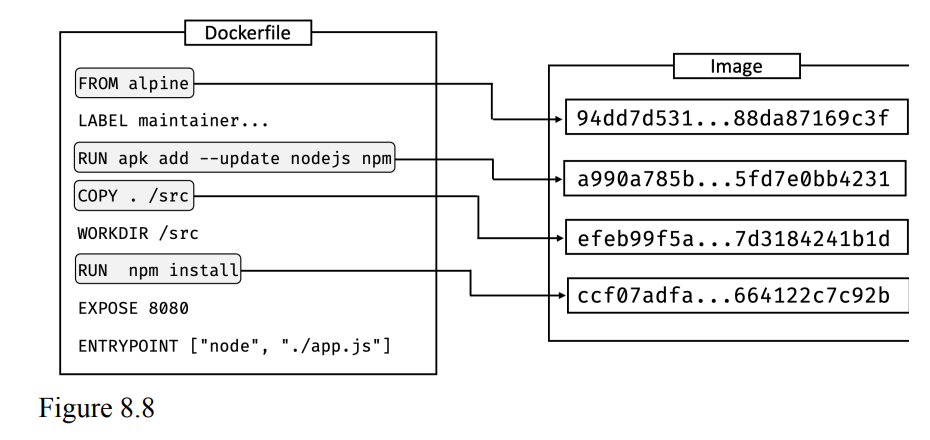 Dockerfile
FROM alpine
LABEL maintainer...
RUN apk add --update nodejs npm
COPY . /src
WORKDIR /src
RUN  npm install
EXPOSE 8080
ENTRYPOINT ["node", "./app.js"]
Image
94dd7d531...88da87169c3f
a990a785b...5fd7e0bb4231
efeb99f5a...7d3184241b1d
ccf07adfa...664122c7c92b
Figure 8.8